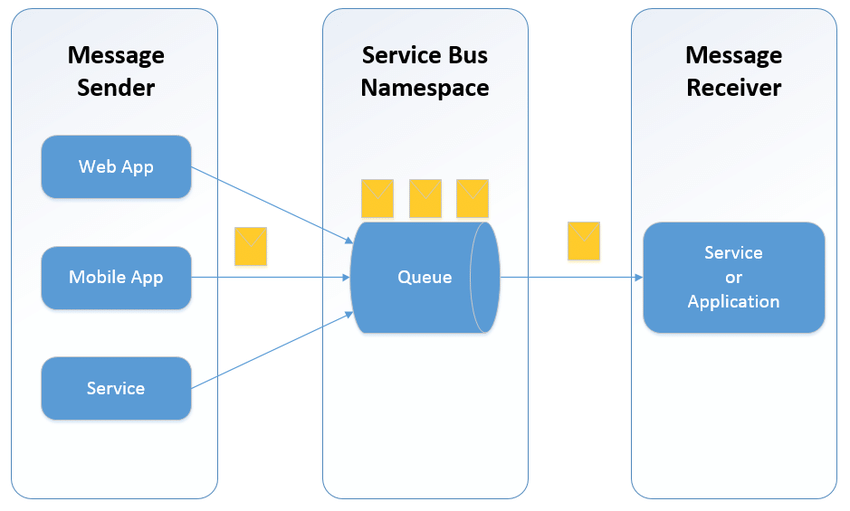 Message
Sender
Service Bus
Namespace
Message
Receiver
Web App
Mobile App
Service
Queue
Service
or
Application